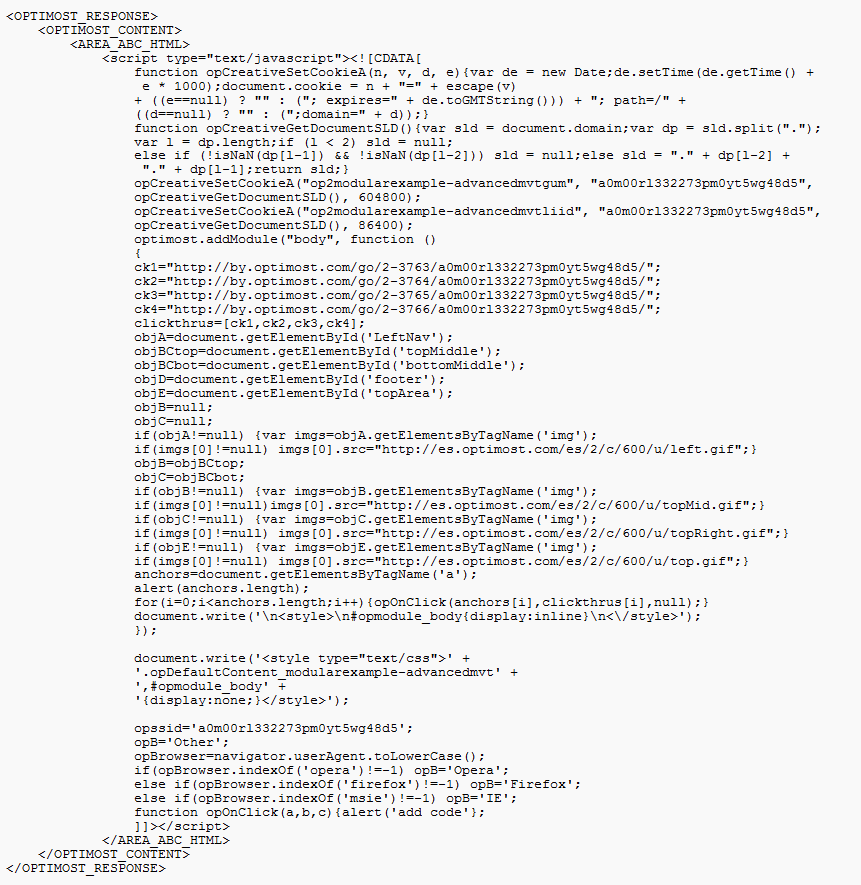 <OPTIMOST_RESPONSE>
<OPTIMOST_CONTENT>
<AREA_ABC_HTML>
<script type="text/javascript"><![CDATA[
function opCreativeSetCookieA(n, v, d, e){var de = new Date;de.setTime(de.getTime() +
e * 1000);document.cookie = n + "=" + escape(v)
+ ((e==null) ? "" : ("; expires=" + de.toGMTString())) + "; path=/" +
((d==null) ? "" : (";domain=" + d));}
function opCreativeGetDocumentSLD(){var sld = document.domain;var dp = sld.split(".");
var l = dp.length;if (l < 2) sld = null;
else if (!isNaN(dp[l-1]) && !isNaN(dp[l-2])) sld = null;else sld = "." + dp[l-2] +
"." + dp[l-1];return sld;}
opCreativeSetCookieA("op2modularexample-advancedmvtgum", "a0m00rl332273pm0yt5wg48d5",
opCreativeGetDocumentSLD(), 604800);
opCreativeSetCookieA("op2modularexample-advancedmvtliid", "a0m00rl332273pm0yt5wg48d5",
opCreativeGetDocumentSLD(), 86400);
optimost.addModule("body", function ()
{
ck1="http://by.optimost.com/go/2-3763/a0m00rl332273pm0yt5wg48d5/";
ck2="http://by.optimost.com/go/2-3764/a0m00rl332273pm0yt5wg48d5/";
ck3="http://by.optimost.com/go/2-3765/a0m00rl332273pm0yt5wg48d5/";
ck4="http://by.optimost.com/go/2-3766/a0m00rl332273pm0yt5wg48d5/";
clickthrus=[ck1,ck2,ck3,ck4];
objA=document.getElementById('LeftNav');
objBCtop=document.getElementById('topMiddle');
objBCbot=document.getElementById('bottomMiddle');
objD=document.getElementById('footer');
objE=document.getElementById('topArea');
objB=null;
objC=null;
if(objA!=null) {var imgs=objA.getElementsByTagName('img');
if(imgs[0]!=null) imgs[0].src="http://es.optimost.com/es/2/c/600/u/left.gif";}
objB=objBCtop;
objC=objBCbot;
if(objB!=null) {var imgs=objB.getElementsByTagName('img');
if(imgs[0]!=null)imgs[0].src="http://es.optimost.com/es/2/c/600/u/topMid.gif";}
if(objC!=null) {var imgs=objC.getElementsByTagName('img');
if(imgs[0]!=null) imgs[0].src="http://es.optimost.com/es/2/c/600/u/topRight.gif";}
if(objE!=null) {var imgs=objE.getElementsByTagName('img');
if(imgs[0]!=null) imgs[0].src="http://es.optimost.com/es/2/c/600/u/top.gif";}
anchors=document.getElementsByTagName('a');
alert(anchors.length);
for(i=0;i<anchors.length;i++){opOnClick(anchors[i],clickthrus[i],null);}
document.write('\n<style>\n#opmodule_body{display:inline}\n<\/style>');
});
document.write('<style type="text/css">' +
'.opDefaultContent_modularexample-advancedmvt' +
',#opmodule_body' +
'{display:none;}</style>');
opssid='a0m00rl332273pm0yt5wg48d5';
opB='Other';
opBrowser=navigator.userAgent.toLowerCase();
if(opBrowser.indexOf('opera')!=-1) opB='Opera';
else if(opBrowser.indexOf('firefox')!=-1) opB='Firefox';
else if(opBrowser.indexOf('msie')!=-1) opB='IE';
function opOnClick(a,b,c){alert('add code'};
]]></script>
</AREA_ABC_HTML>
</OPTIMOST_CONTENT>
</OPTIMOST_RESPONSE>